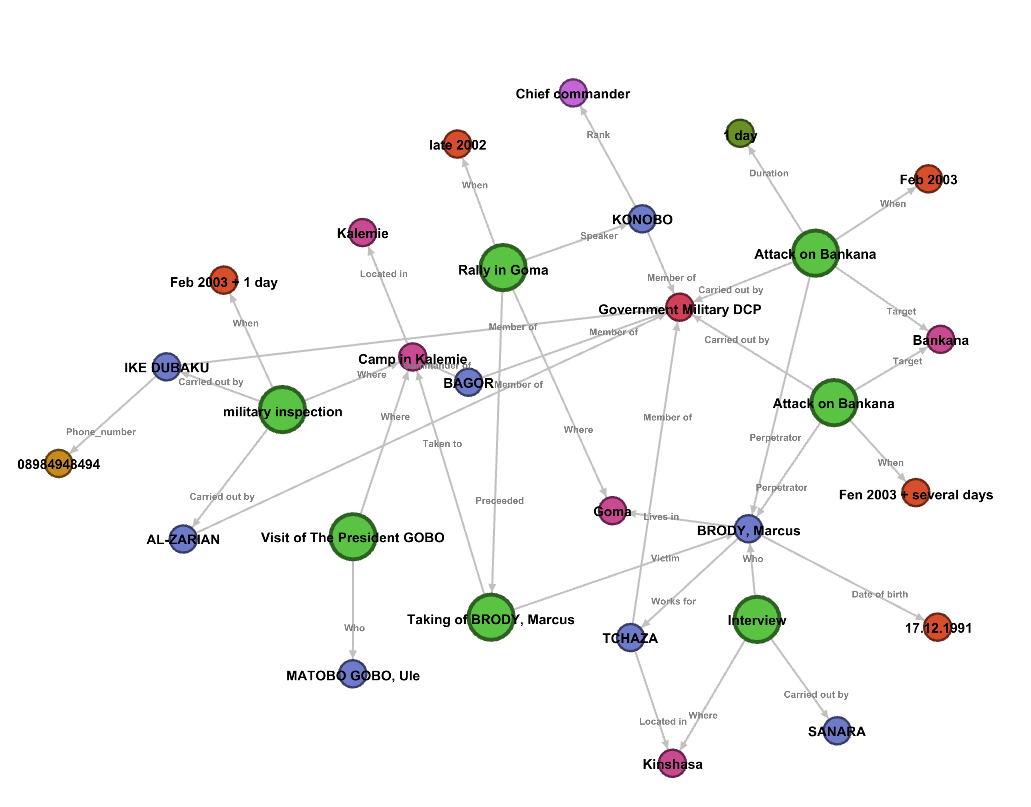 Chief commander
Rank
late 2002
1 day
Duration
Feb 2003
When
When
KONOBO
Speaker
Kalemie
Located in
Attack on Bankana
Rally in Goma
Member of
Feb 2003 + 1 day
Carried out by
Government Military DCP
Target
When
Member of
Member of
Carried out by
Bankana
Camp in Kalemie
Target
IKE DUBAKU
Where
Carried out by
BAGOR
Member of
military inspection
Attack on Bankana
Where
Member of
Phone_number
Where
Taken to
Perpetrator
08984948494
When
Perpetrator
Carried out by
Preceeded
Fen 2003 + several days
Goma
Lives in
BRODY, Marcus
AL-ZARIAN
Visit of The President GOBO
Victim
Who
Works for
Date of birth
Taking of BRODY, Marcus
Interview
Who
TCHAZA
17.12.1991
MATOBO GOBO, Ule
Carried out by
Located in
Where
SANARA
Kinshasa